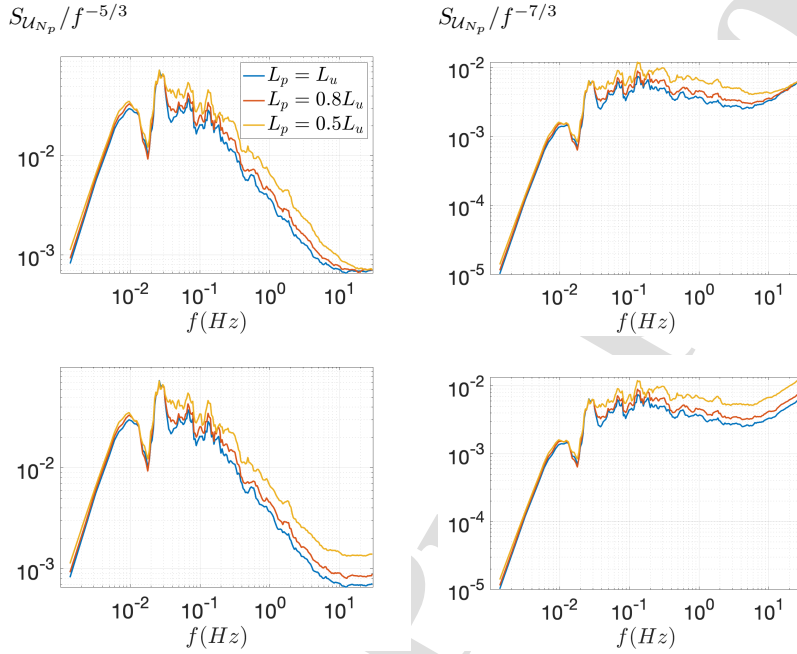 S_{\mathcal{U}_{N_p}}/f^{-5/3}
S_{\mathcal{U}_{N_p}}/f^{-7/3}
L_p = L_u
L_p = 0.8L_u
L_p = 0.5L_u
10^{-2}
10^{-3}
10^{-2} 10^{-1} 10^{0} 10^{1}
f(Hz)
10^{-2}
10^{-3}
10^{-4}
10^{-5}
10^{-2} 10^{-1} 10^{0} 10^{1}
f(Hz)
10^{-2}
10^{-3}
10^{-2} 10^{-1} 10^{0} 10^{1}
f(Hz)
10^{-2}
10^{-3}
10^{-4}
10^{-5}
10^{-2} 10^{-1} 10^{0} 10^{1}
f(Hz)